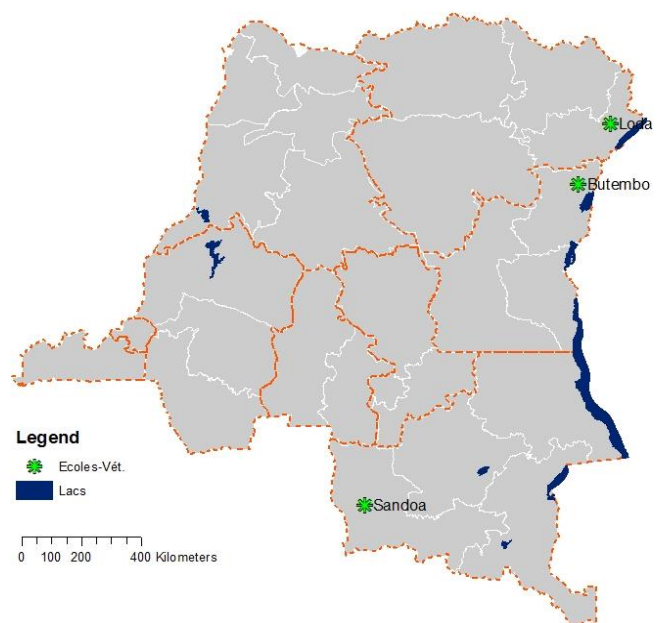 Loda
Butembo
Sandoa
Legend
Ecoles-Vét.
Lacs
0 100 200 400 Kilometers